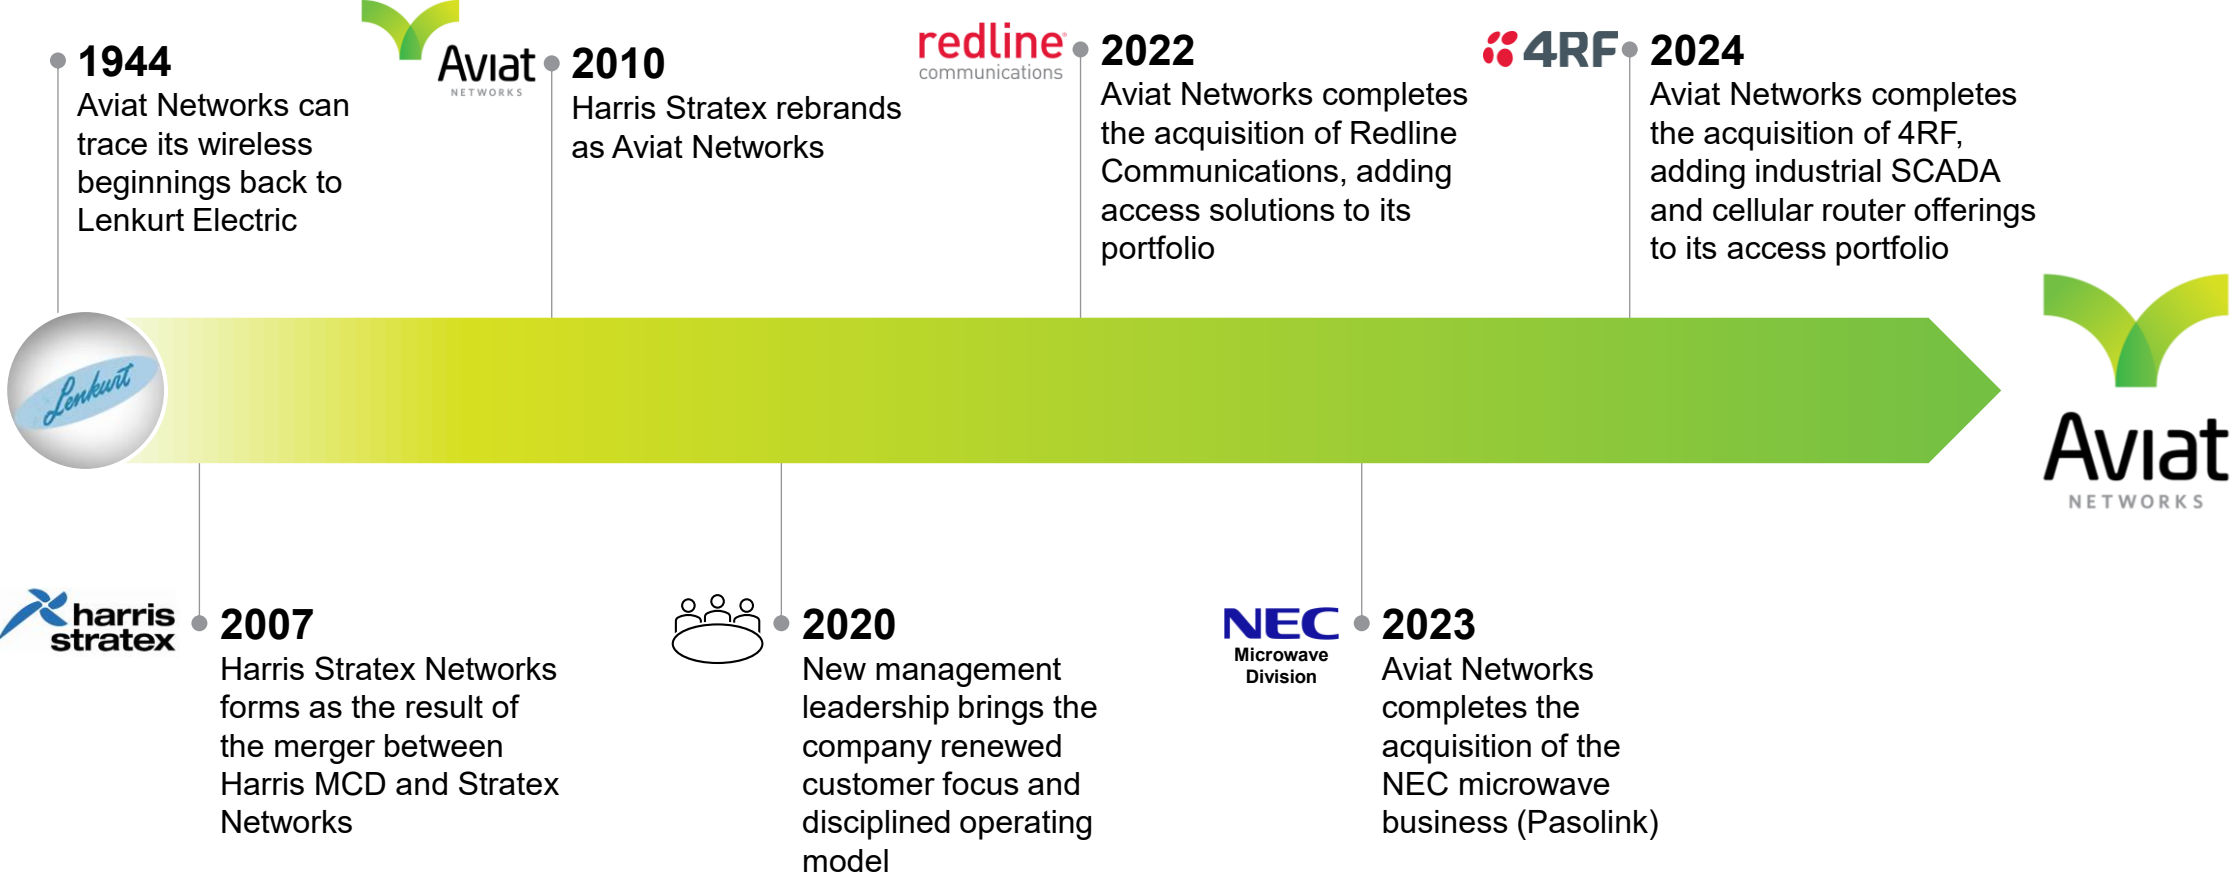 1944
Aviat Networks can
trace its wireless
beginnings back to
Lenkurt Electric
Aviat
NETWORKS
2010
Harris Stratex rebrands
as Aviat Networks
redline
communications
2022
Aviat Networks completes
the acquisition of Redline
Communications, adding
access solutions to its
portfolio
4RF
2024
Aviat Networks completes
the acquisition of 4RF,
adding industrial SCADA
and cellular router offerings
to its access portfolio
Lenkurt
Aviat
NETWORKS
harris
stratex
2007
Harris Stratex Networks
forms as the result of
the merger between
Harris MCD and Stratex
Networks
2020
New management
leadership brings the
company renewed
customer focus and
disciplined operating
model
NEC
Microwave
Division
2023
Aviat Networks
completes the
acquisition of the
NEC microwave
business (Pasolink)